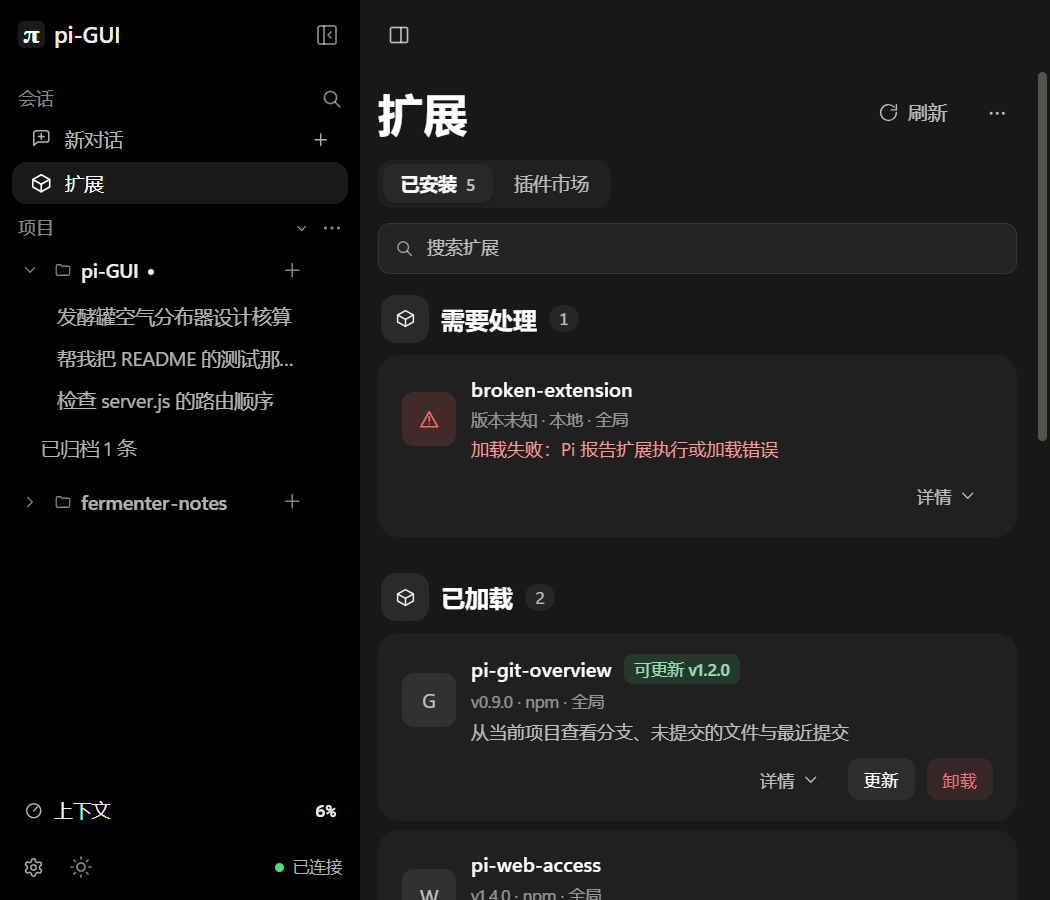 π pi-GUI
会话
新对话
扩展
项目
pi-GUI
发酵罐空气分布器设计核算
帮我把 README 的测试那...
检查 server.js 的路由顺序
已归档 1 条
fermenter-notes
上下文 6%
已连接
扩展
刷新
已安装 5 插件市场
搜索扩展
需要处理 1
broken-extension
版本未知 · 本地 · 全局
加载失败：Pi 报告扩展执行或加载错误
详情
已加载 2
pi-git-overview 可更新 v1.2.0
G
v0.9.0 · npm · 全局
从当前项目查看分支、未提交的文件与最近提交
详情 更新 卸载
pi-web-access
W
v1.4.0 · npm · 全局